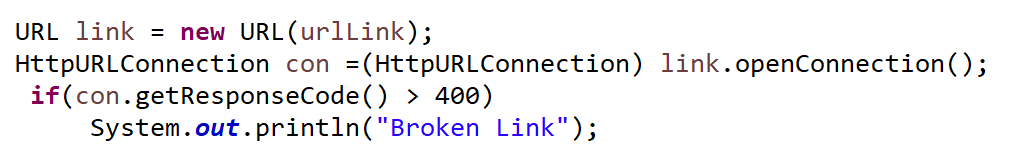 URL link = new URL(urlLink);
HttpURLConnection con =(HttpURLConnection) link.openConnection();
if(con.getResponseCode() > 400)
System.out.println("Broken Link");